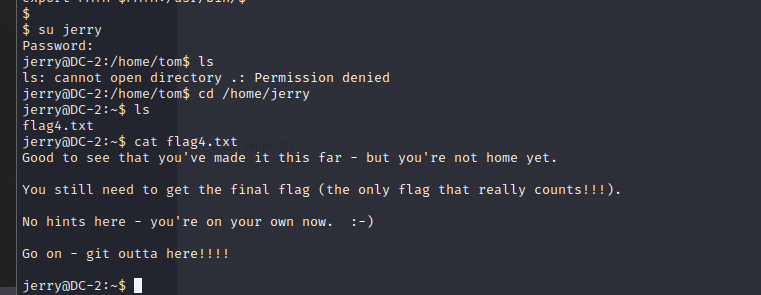 export PATH=$PATH:/usr/bin/$
$
$ su jerry
Password:
jerry@DC-2:/home/tom$ ls
ls: cannot open directory .: Permission denied
jerry@DC-2:/home/tom$ cd /home/jerry
jerry@DC-2:~$ ls
flag4.txt
jerry@DC-2:~$ cat flag4.txt
Good to see that you've made it this far - but you're not home yet.
You still need to get the final flag (the only flag that really counts!!!).
No hints here - you're on your own now.  :-)
Go on - git outta here!!!!
jerry@DC-2:~$